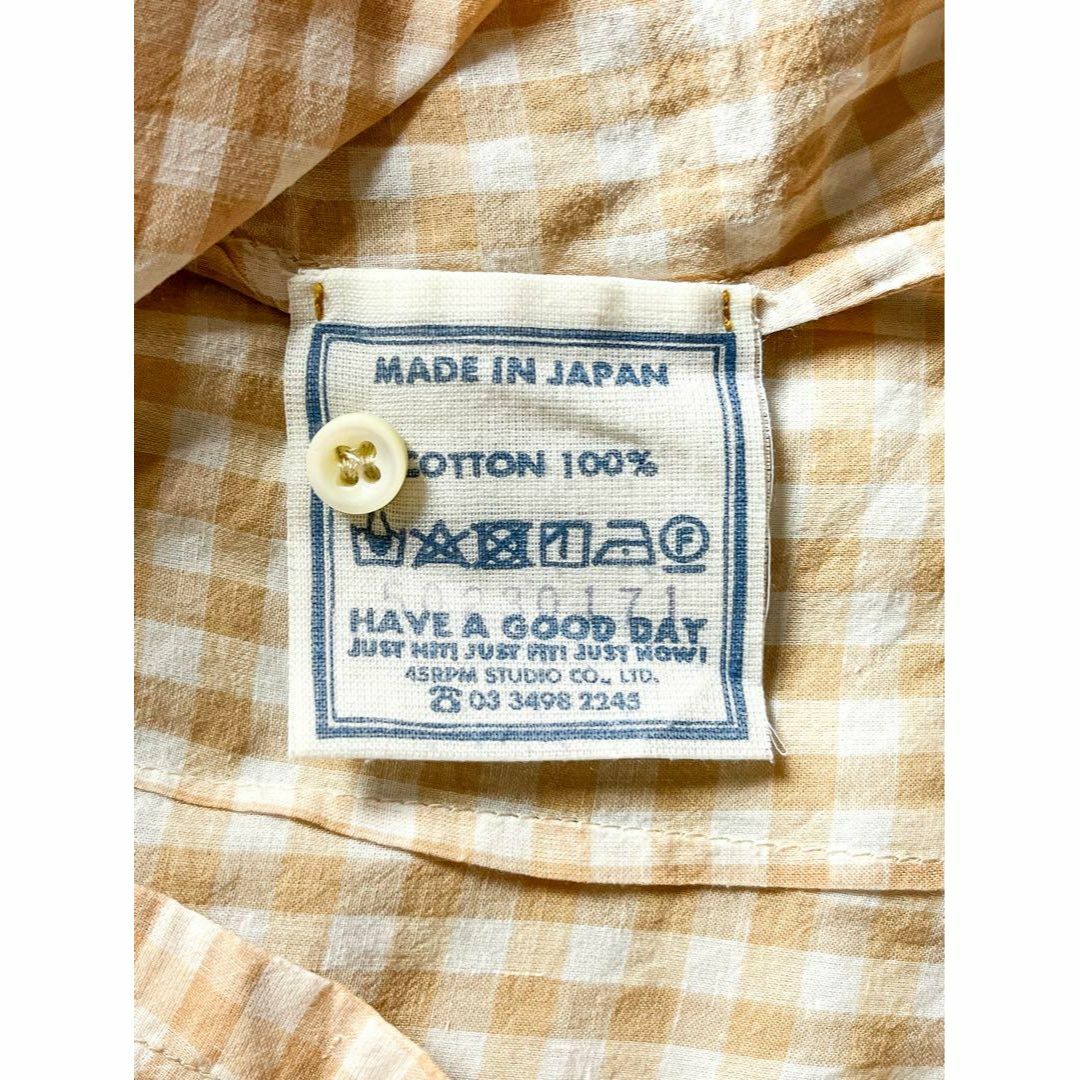 MADE IN JAPAN
COTTON 100%
F
HAVE A GOOD DAY
JUST HIT! JUST FIT! JUST NOW!
45RPM STUDIO CO., LTD.
☎ 03 3498 2245